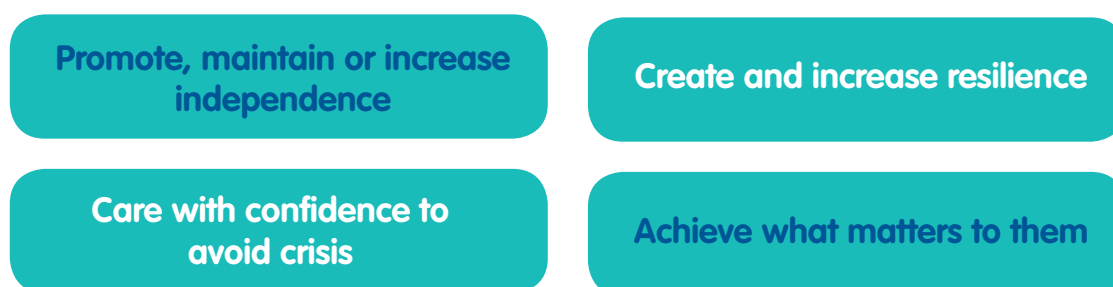 Promote, maintain or increase
independence
Create and increase resilience
Care with confidence to
avoid crisis
Achieve what matters to them